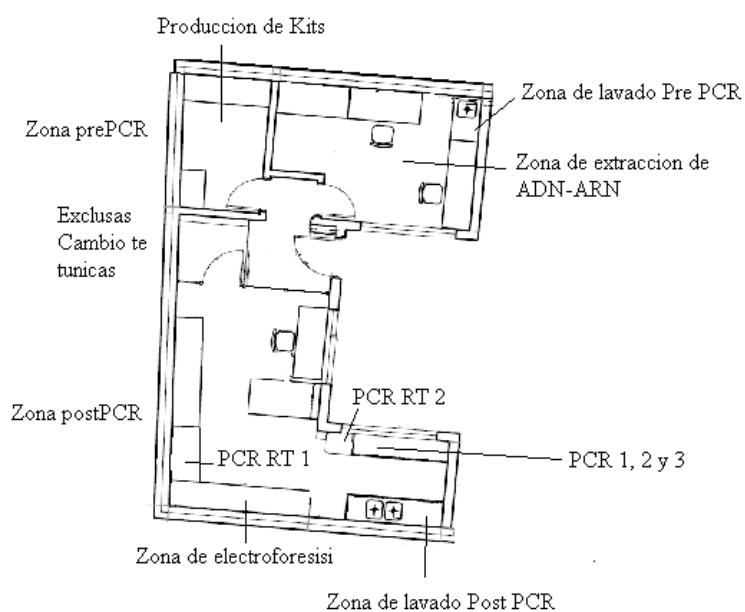 Produccion de Kits
Zona de lavado Pre PCR
Zona prePCR
Zona de extraccion de
ADN-ARN
Exclusas
Cambio te
tunicas
Zona postPCR
PCR RT 2
PCR RT 1
PCR 1, 2 y 3
Zona de electroforesisi
Zona de lavado Post PCR